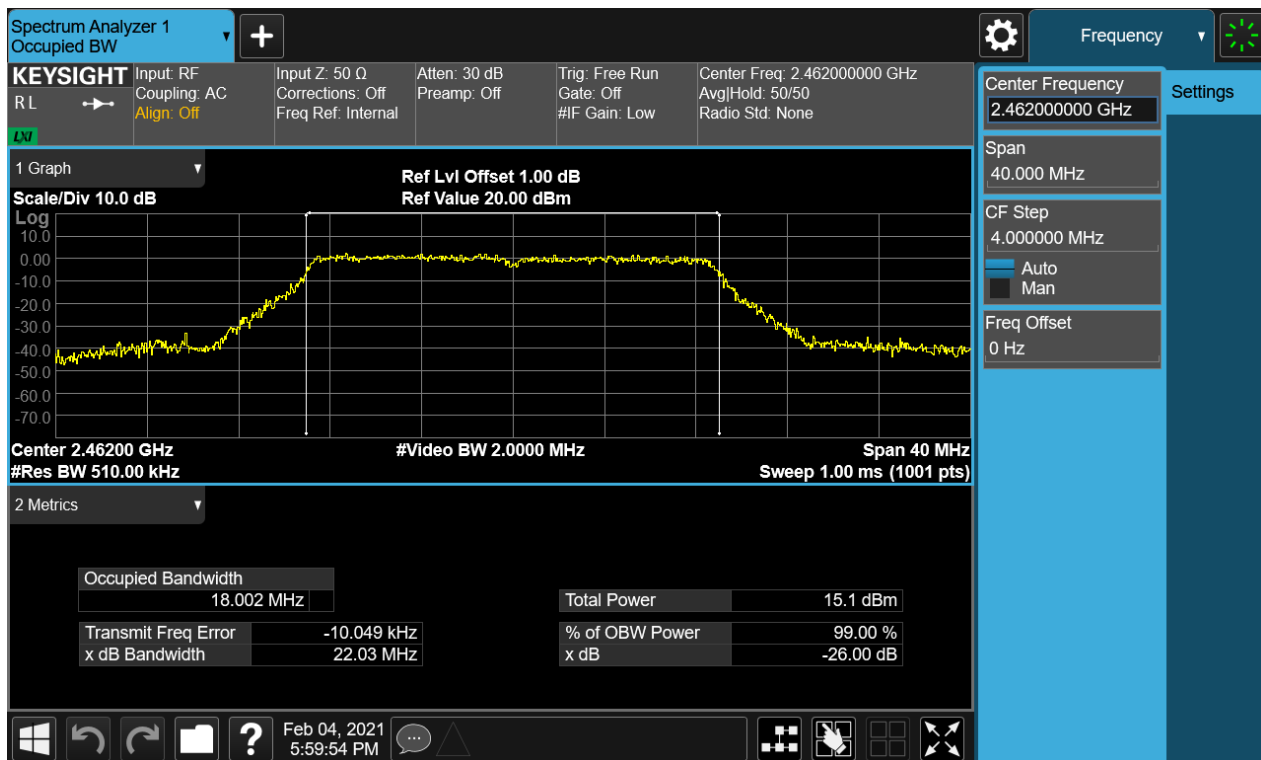 Spectrum Analyzer 1
Occupied BW
Frequency
KEYSIGHT
R L
LXI
Input: RF
Coupling: AC
Align: Off
Input Z: 50 Ω
Corrections: Off
Freq Ref: Internal
Atten: 30 dB
Preamp: Off
Trig: Free Run
Gate: Off
#IF Gain: Low
Center Freq: 2.462000000 GHz
Avg|Hold: 50/50
Radio Std: None
Center Frequency
2.462000000 GHz
Settings
Span
40.000 MHz
CF Step
4.000000 MHz
Auto
Man
Freq Offset
0 Hz
1 Graph
Scale/Div 10.0 dB
Ref Lvl Offset 1.00 dB
Ref Value 20.00 dBm
Log
10.0
0.00
-10.0
-20.0
-30.0
-40.0
-50.0
-60.0
-70.0
Center 2.46200 GHz
#Video BW 2.0000 MHz
Span 40 MHz
#Res BW 510.00 kHz
Sweep 1.00 ms (1001 pts)
2 Metrics
Occupied Bandwidth
18.002 MHz
Total Power 15.1 dBm
Transmit Freq Error -10.049 kHz
% of OBW Power 99.00 %
x dB Bandwidth 22.03 MHz
x dB -26.00 dB
?
Feb 04, 2021
5:59:54 PM